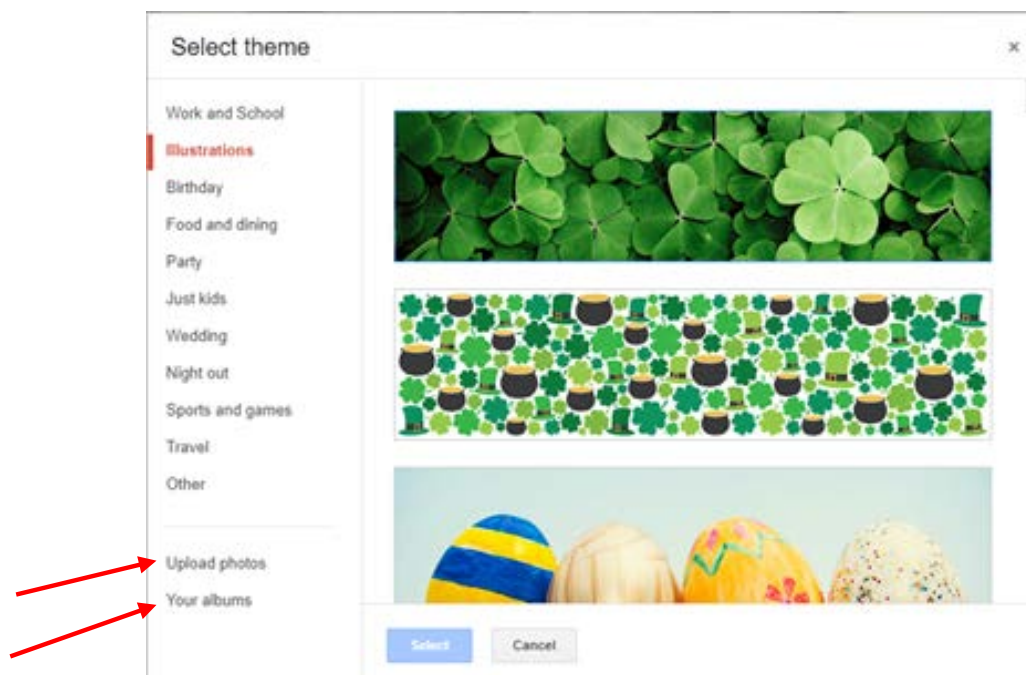 Select theme
×
Work and School
Illustrations
Birthday
Food and dining
Party
Just kids
Wedding
Night out
Sports and games
Travel
Other
Upload photos
Your albums
Select
Cancel